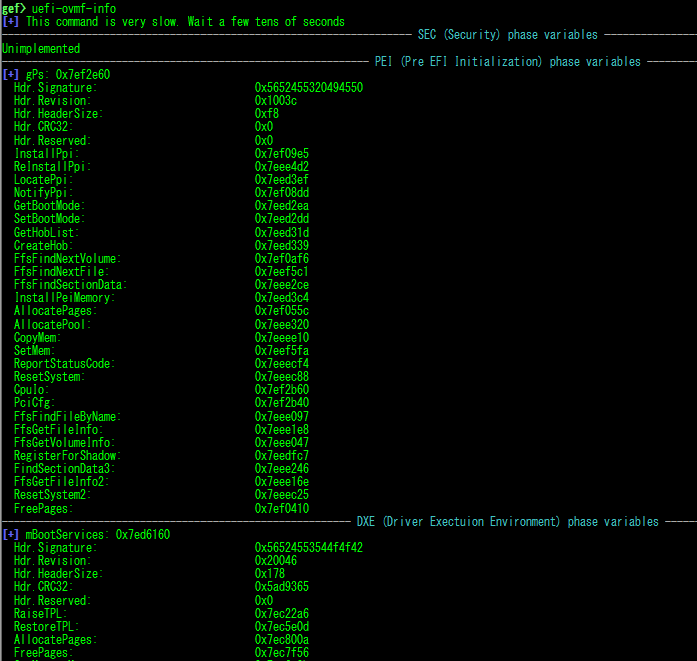 gef> uefi-ovmf-info
[+] This command is very slow. Wait a few tens of seconds
SEC (Security) phase variables
Unimplemented
PEI (Pre EFI Initialization) phase variables
[+] gPs: 0x7ef2e60
Hdr.Signature: 0x5652455320494550
Hdr.Revision: 0x1003c
Hdr.HeaderSize: 0xf8
Hdr.CRC32: 0x0
Hdr.Reserved: 0x0
InstallPpi: 0x7ef09e5
ReInstallPpi: 0x7eee4d2
LocatePpi: 0x7eed3ef
NotifyPpi: 0x7ef08dd
GetBootMode: 0x7eed2ea
SetBootMode: 0x7eed2dd
GetHobList: 0x7eed31d
CreateHob: 0x7eed339
FfsFindNextVolume: 0x7ef0af6
FfsFindNextFile: 0x7eef5c1
FfsFindSectionData: 0x7eee2ce
InstallPeiMemory: 0x7eed3c4
AllocatePages: 0x7ef055c
AllocatePool: 0x7eee320
CopyMem: 0x7eeee10
SetMem: 0x7eef5fa
ReportStatusCode: 0x7eeecf4
ResetSystem: 0x7eeec88
CpuIo: 0x7ef2b60
PciCfg: 0x7ef2b40
FfsFindFileByName: 0x7eee097
FfsGetFileInfo: 0x7eee1e8
FfsGetVolumeInfo: 0x7eee047
RegisterForShadow: 0x7eedfc7
FindSectionData3: 0x7eee246
FfsGetFileInfo2: 0x7eee16e
ResetSystem2: 0x7eeec25
FreePages: 0x7ef0410
DXE (Driver Exectuion Environment) phase variables
[+] mBootServices: 0x7ed6160
Hdr.Signature: 0x56524553544f4f42
Hdr.Revision: 0x20046
Hdr.HeaderSize: 0x178
Hdr.CRC32: 0x5ad9365
Hdr.Reserved: 0x0
RaiseTPL: 0x7ec22a6
RestoreTPL: 0x7ec5e0d
AllocatePages: 0x7ec800a
FreePages: 0x7ec7f56